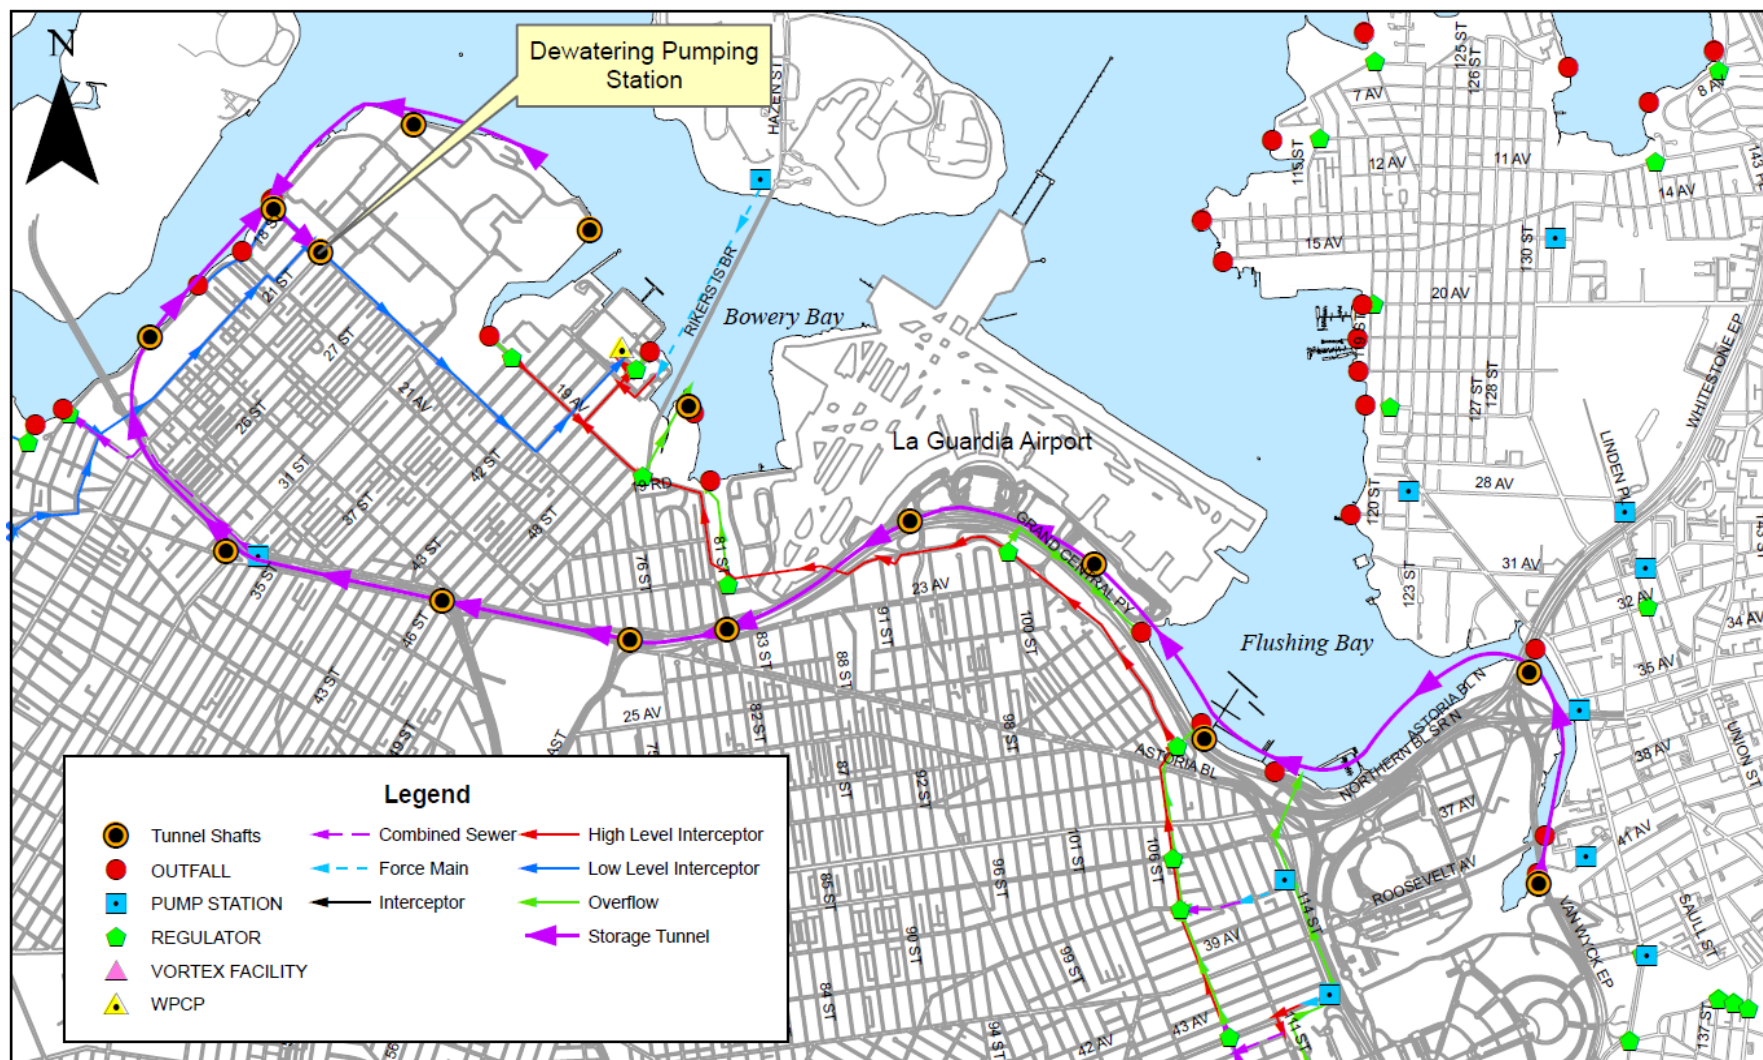 N
Dewatering Pumping
Station
HAZEN ST
125 ST
126 ST
8 AV
7 AV
115 ST
12 AV
11 AV
14 AV
15 AV
130 ST
20 AV
18 S
21 ST
27 ST
21 AV
26 ST
31 ST
37 ST
42 ST
48 ST
19 AV
RIKERS IS BR
Bowery Bay
WHITESTONE EP
127 ST
128 ST
LINDEN PL
La Guardia Airport
19 RD
28 AV
120 ST
123 ST
31 AV
32 AV
34 AV
35 AV
GRAND CENTRAL PY
81 ST
76 ST
43 ST
35 ST
46 ST
43 ST
49 ST
23 AV
91 ST
100 ST
83 ST
88 ST
25 AV
82 ST
98 ST
87 ST
92 ST
Flushing Bay
ASTORIA BL N
NORTHERN BL SR N
ASTORIA BL
38 AV
UNION ST
37 AV
41 AV
ROOSEVELT AV
101 ST
106 ST
96 ST
85 ST
90 ST
99 ST
84 ST
94 ST
114 ST
39 AV
43 AV
42 AV
111 ST
VAN WYCK EP
SAULL ST
137 ST
Legend
Tunnel Shafts
OUTFALL
PUMP STATION
REGULATOR
VORTEX FACILITY
WPCP
Combined Sewer
Force Main
Interceptor
High Level Interceptor
Low Level Interceptor
Overflow
Storage Tunnel